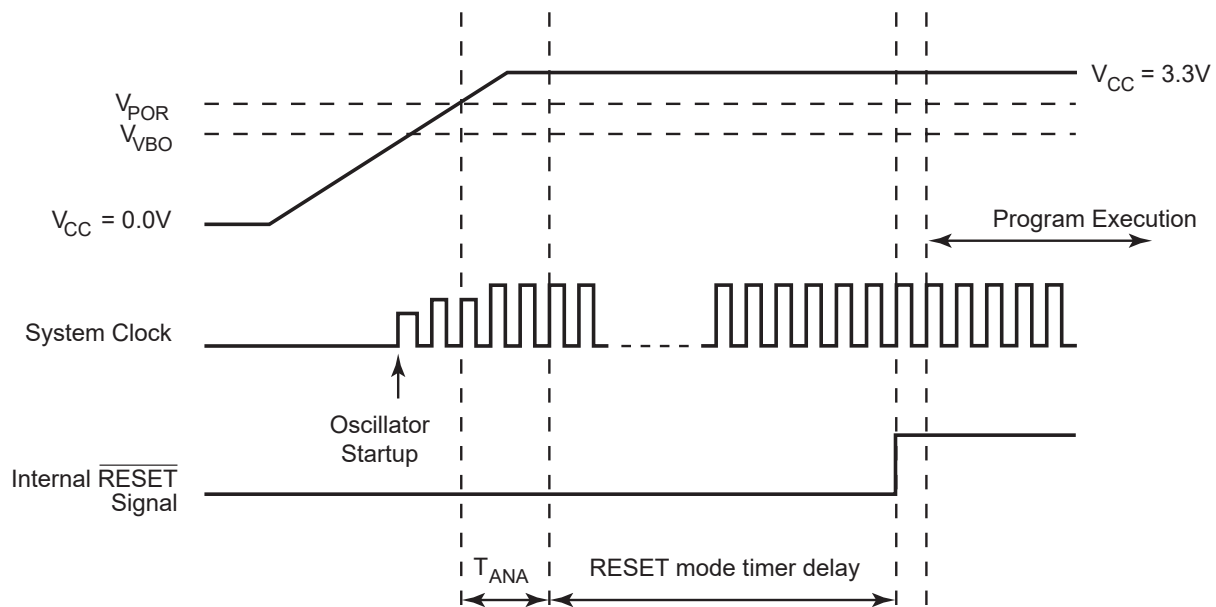 V_CC = 3.3V
V_POR
V_VBO
V_CC = 0.0V
Program Execution
System Clock
Oscillator
Startup
Internal R̅E̅S̅E̅T̅
Signal
T_ANA
RESET mode timer delay